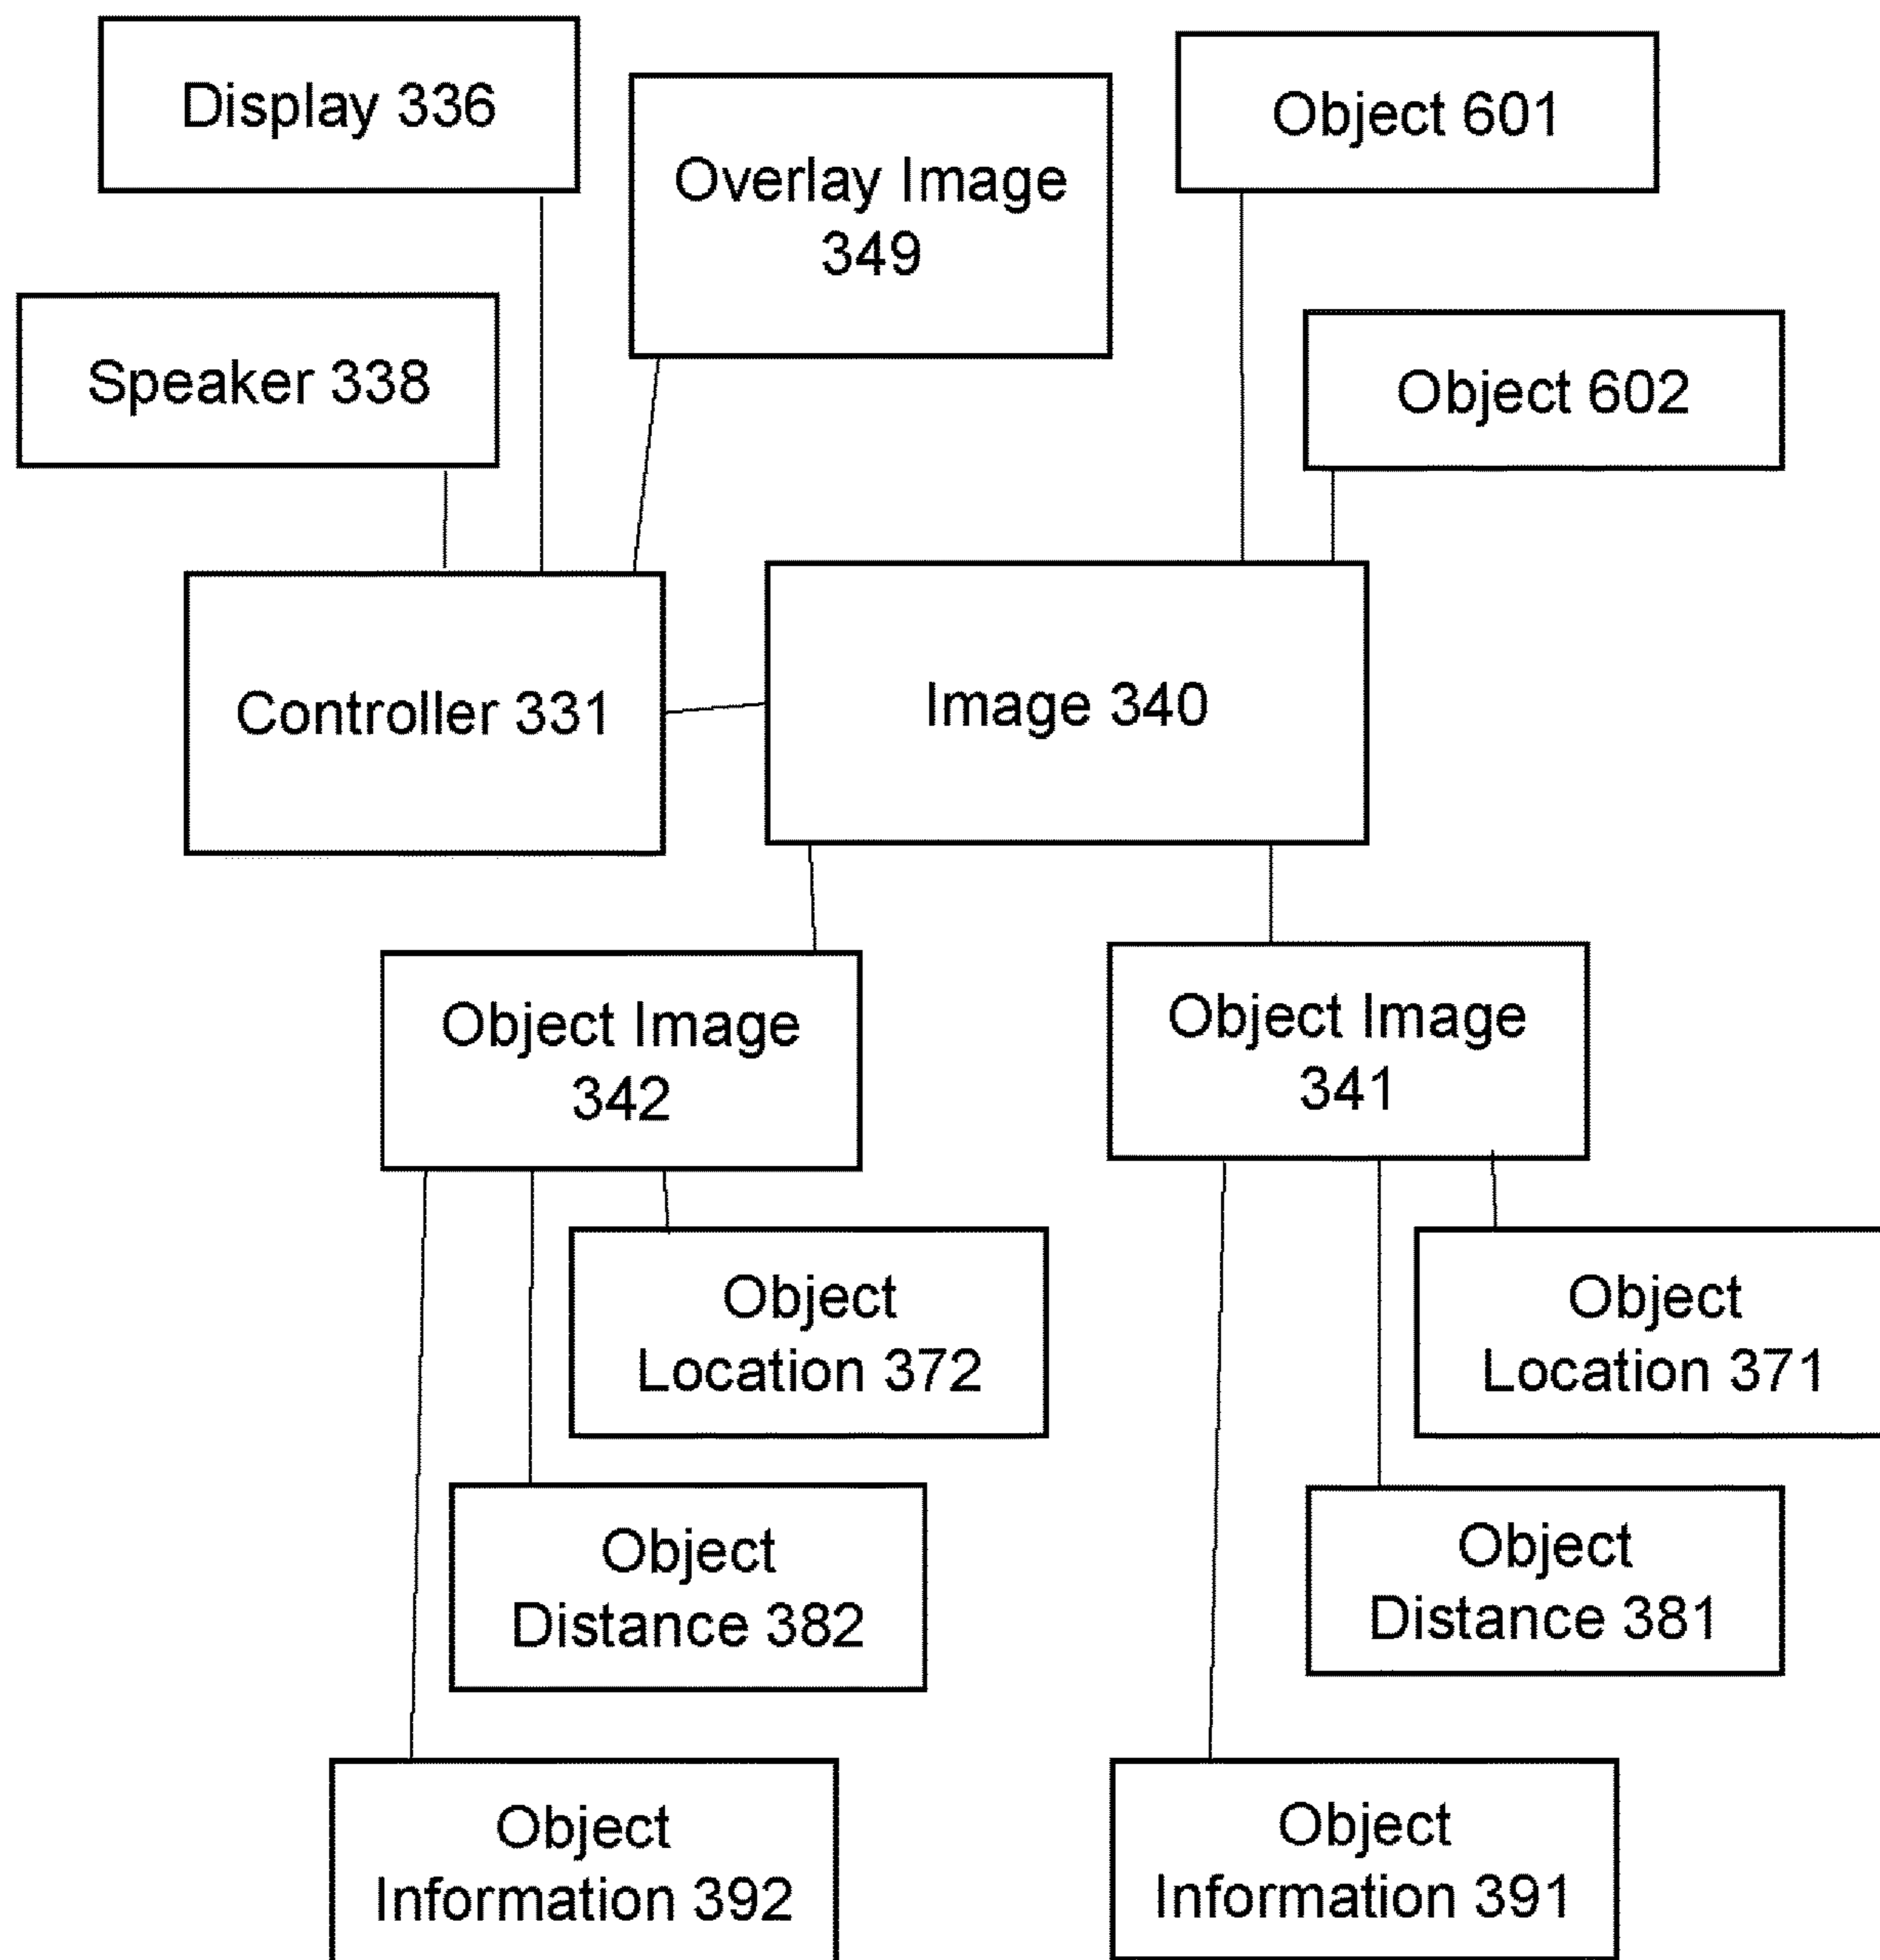 Display 336
Object 601
Overlay Image
349
Speaker 338
Object 602
Controller 331
Image 340
Object Image
342
Object Image
341
Object
Location 372
Object
Location 371
Object
Distance 382
Object
Distance 381
Object
Information 392
Object
Information 391